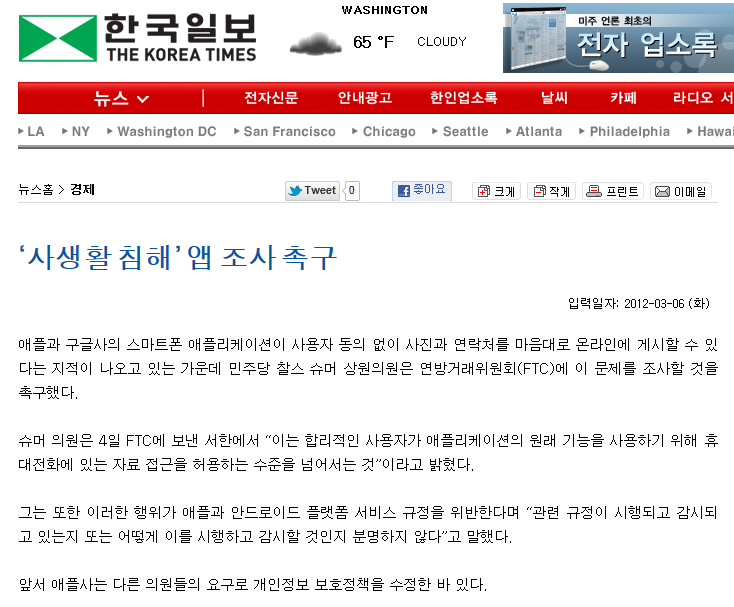 한국일보
THE KOREA TIMES
WASHINGTON
65 °F CLOUDY
미주 언론 최초의
전자 업소록
뉴스 전자신문 안내광고 한인업소록 날씨 카페 라디오 서
LA NY Washington DC San Francisco Chicago Seattle Atlanta Philadelphia Hawai
뉴스홈 > 경제
Tweet 0 좋아요 크게 작게 프린트 이메일
‘사생활 침해’ 앱 조사 촉구
입력일자: 2012-03-06 (화)
애플과 구글사의 스마트폰 애플리케이션이 사용자 동의 없이 사진과 연락처를 마음대로 온라인에 게시할 수 있
다는 지적이 나오고 있는 가운데 민주당 찰스 슈머 상원의원은 연방거래위원회(FTC)에 이 문제를 조사할 것을
촉구했다.
슈머 의원은 4일 FTC에 보낸 서한에서 “이는 합리적인 사용자가 애플리케이션의 원래 기능을 사용하기 위해 휴
대전화에 있는 자료 접근을 허용하는 수준을 넘어서는 것”이라고 밝혔다.
그는 또한 이러한 행위가 애플과 안드로이드 플랫폼 서비스 규정을 위반한다며 “관련 규정이 시행되고 감시되
고 있는지 또는 어떻게 이를 시행하고 감시할 것인지 분명하지 않다”고 말했다.
앞서 애플사는 다른 의원들의 요구로 개인정보 보호정책을 수정한 바 있다.